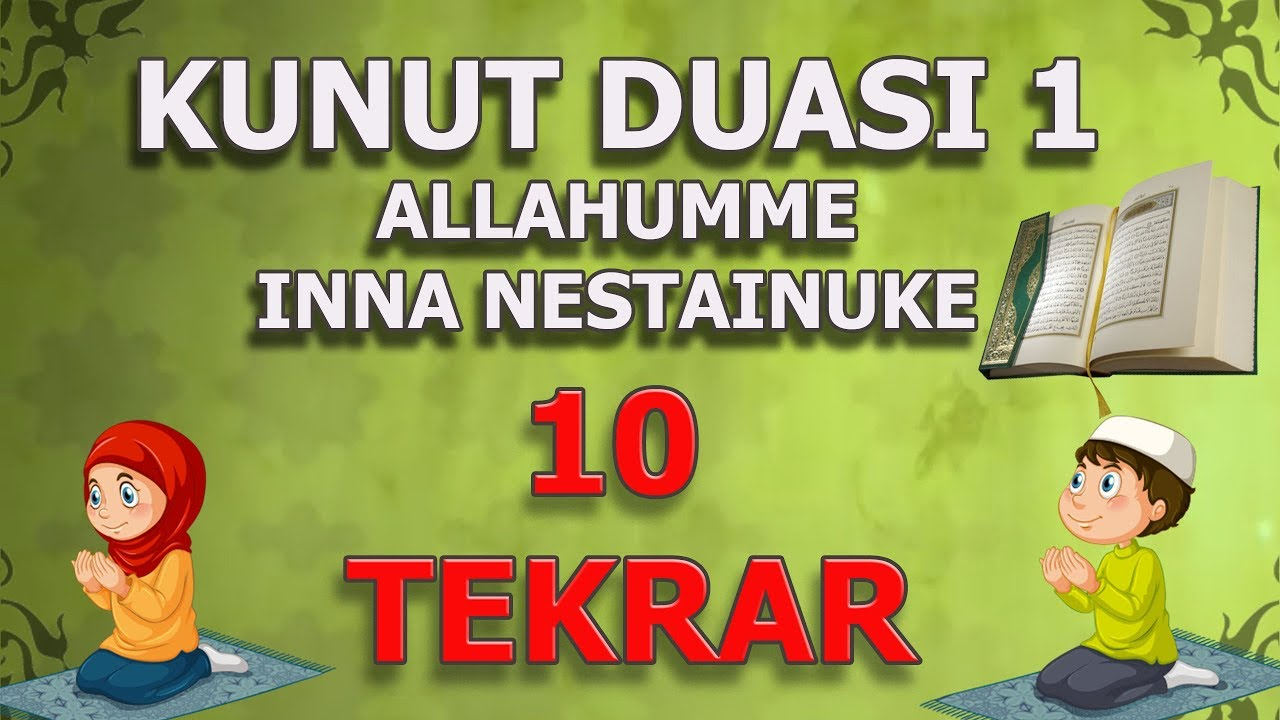 KUNUT DUASI 1
ALLAHUMME
INNA NESTAINUKE
10
TEKRAR